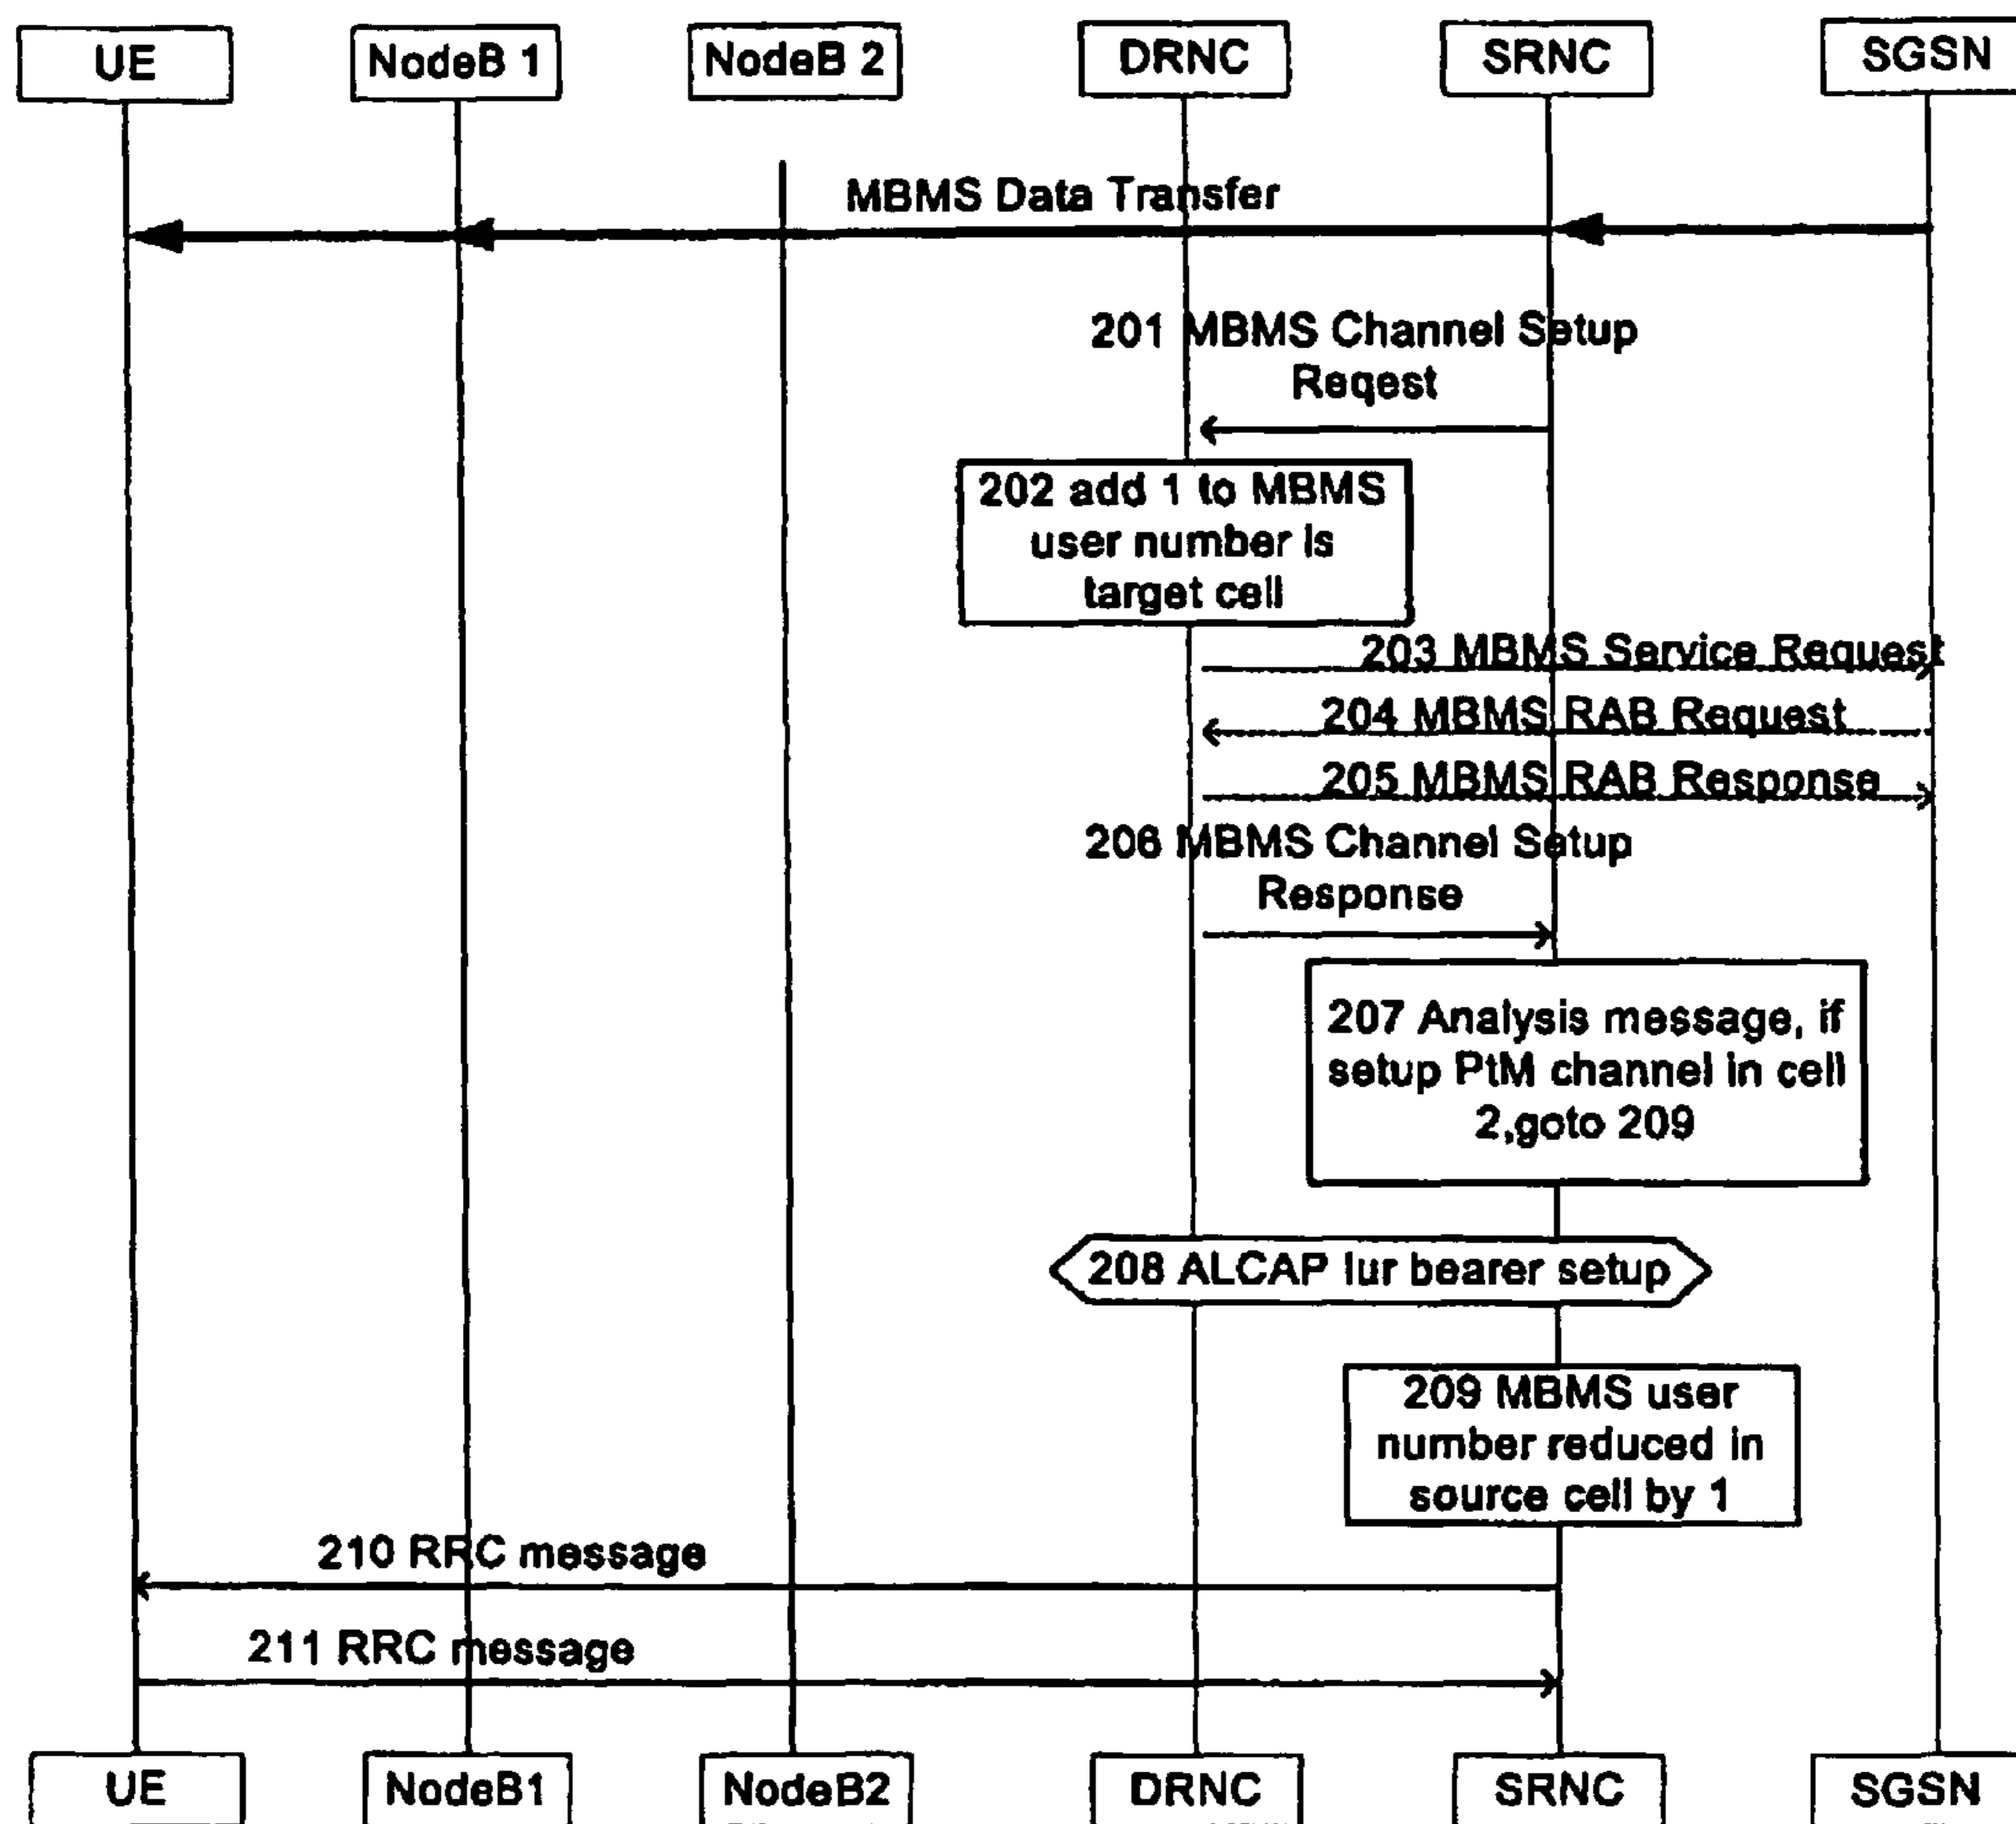 UE
NodeB 1
NodeB 2
DRNC
SRNC
SGSN
MBMS Data Transfer
201 MBMS Channel Setup
Reqest
202 add 1 to MBMS
user number is
target cell
203 MBMS Service Request
204 MBMS RAB Request
205 MBMS RAB Response
206 MBMS Channel Setup
Response
207 Analysis message, if
setup PtM channel in cell
2,goto 209
208 ALCAP Iur bearer setup
209 MBMS user
number reduced in
source cell by 1
210 RRC message
211 RRC message
UE
NodeB1
NodeB2
DRNC
SRNC
SGSN